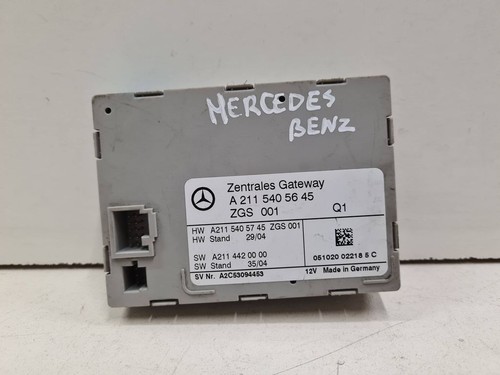 MERCEDES
BENZ
Zentrales Gateway
A 211 540 56 45
ZGS 001 Q1
HW A211 540 57 45 ZGS 001
HW Stand 29/04
SW A211 442 00 00
SW Stand 35/04
051020 02218 5 C
SV Nr. A2C53094453 12V Made in Germany